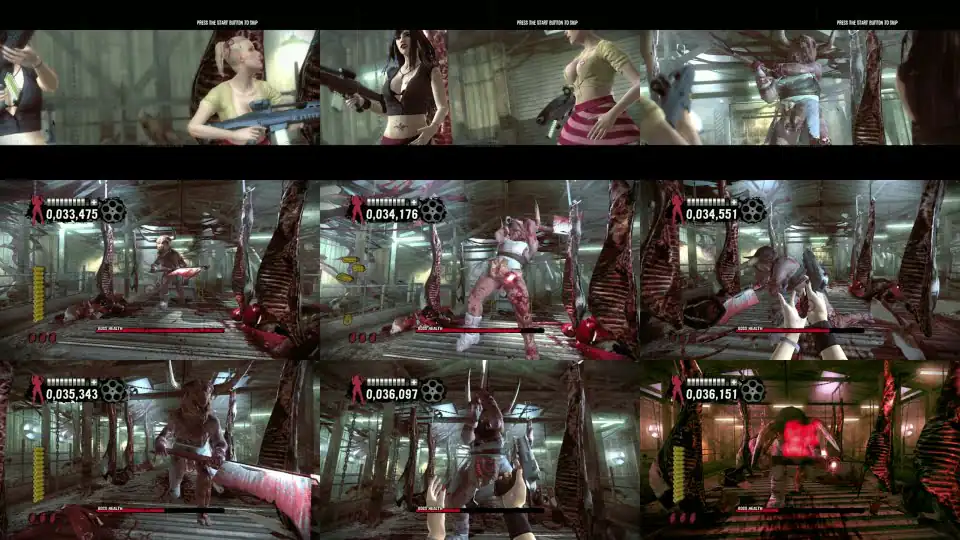 PRESS THE START BUTTON TO SKIP
PRESS THE START BUTTON TO SKIP
PRESS THE START BUTTON TO SKIP
0,033,475
BOSS HEALTH
0,034,176
BOSS HEALTH
0,034,551
BOSS HEALTH
0,035,343
BOSS HEALTH
0,036,097
BOSS HEALTH
0,036,151
BOSS HEALTH